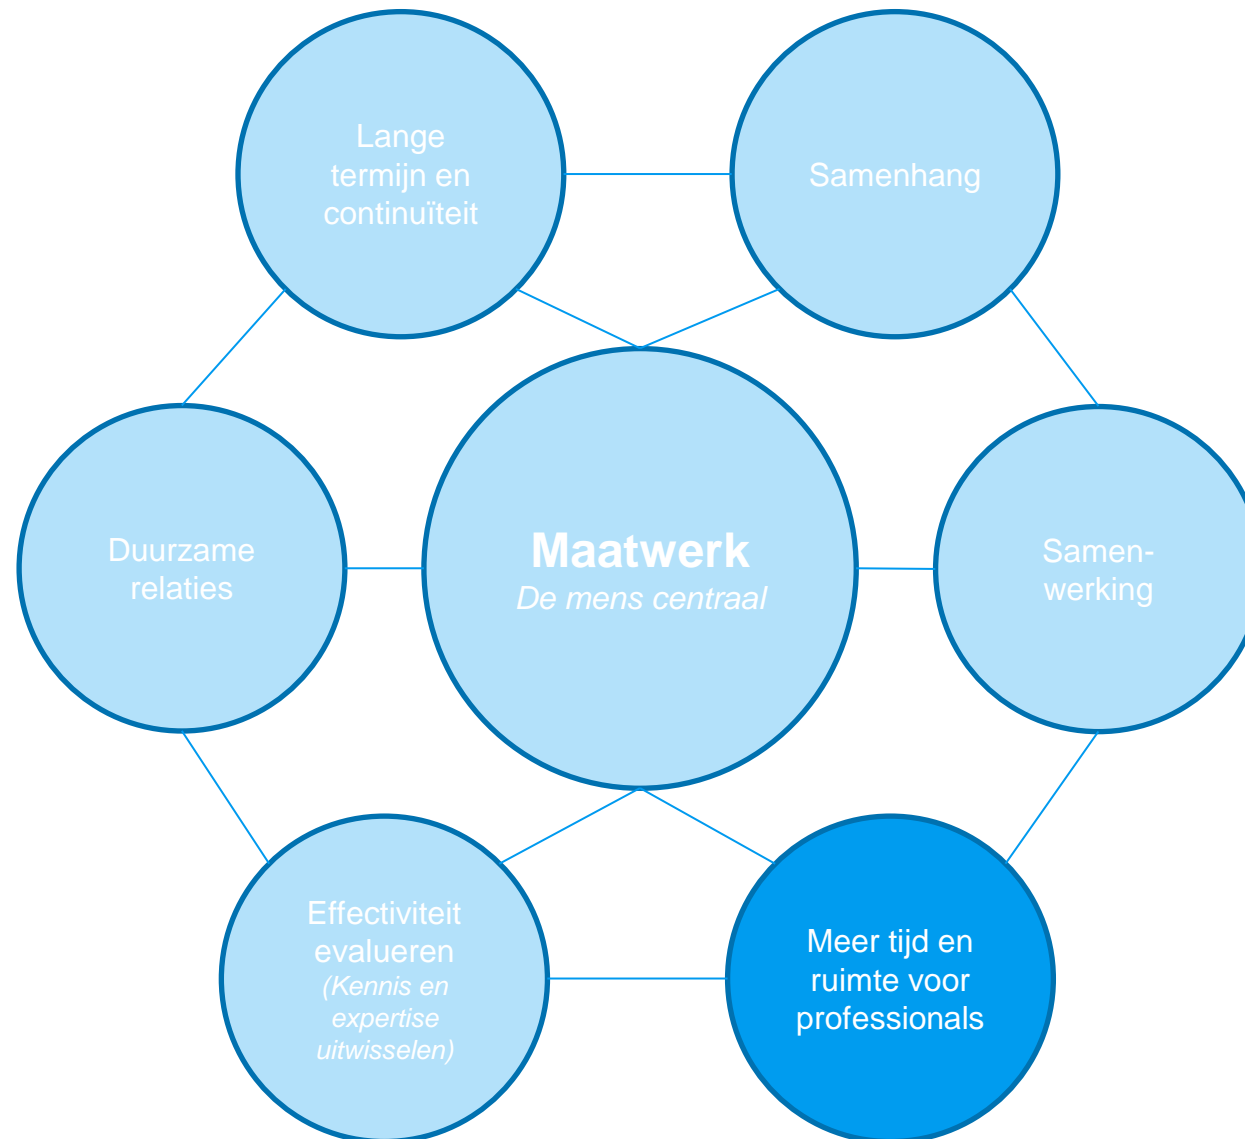 Lange
termijn en
continuïteit
Samenhang
Duurzame
relaties
Maatwerk
De mens centraal
Samen-
werking
Effectiviteit
evalueren
(Kennis en
expertise
uitwisselen)
Meer tijd en
ruimte voor
professionals